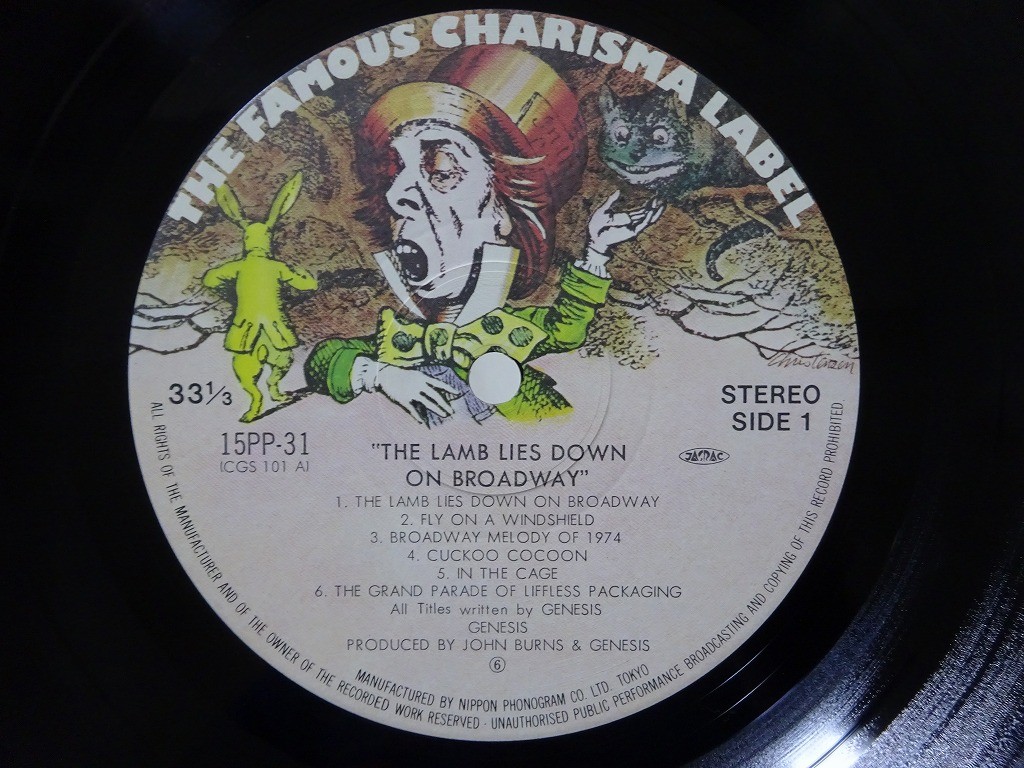 THE FAMOUS CHARISMA LABEL
Christensen
33⅓
STEREO
SIDE 1
15PP-31
(CGS 101 A)
JASRAC
"THE LAMB LIES DOWN
ON BROADWAY"
1. THE LAMB LIES DOWN ON BROADWAY
2. FLY ON A WINDSHIELD
3. BROADWAY MELODY OF 1974
4. CUCKOO COCOON
5. IN THE CAGE
6. THE GRAND PARADE OF LIFFLESS PACKAGING
All Titles written by GENESIS
GENESIS
PRODUCED BY JOHN BURNS & GENESIS
⑥
MANUFACTURED BY NIPPON PHONOGRAM CO. LTD. TOKYO
ALL RIGHTS OF THE MANUFACTURER AND OF THE OWNER OF THE RECORDED WORK RESERVED - UNAUTHORISED PUBLIC PERFORMANCE BROADCASTING AND COPYING OF THIS RECORD PROHIBITED.